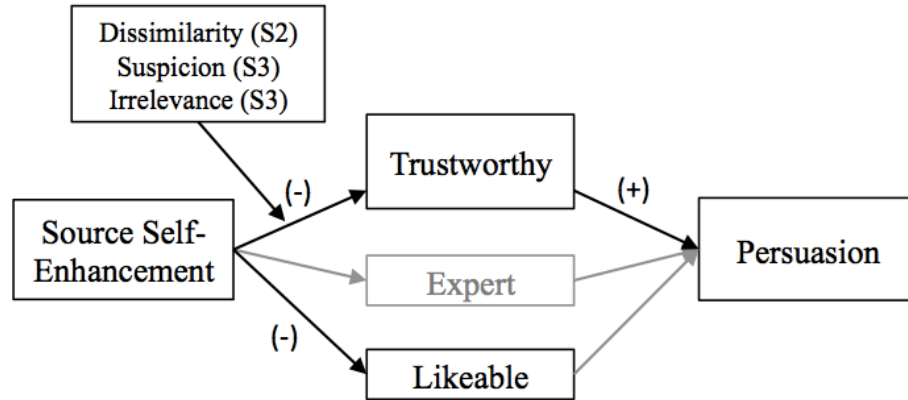 Dissimilarity (S2)
Suspicion (S3)
Irrelevance (S3)
(-)
Trustworthy
(+)
Source Self-
Enhancement
Expert
Persuasion
(-)
Likeable